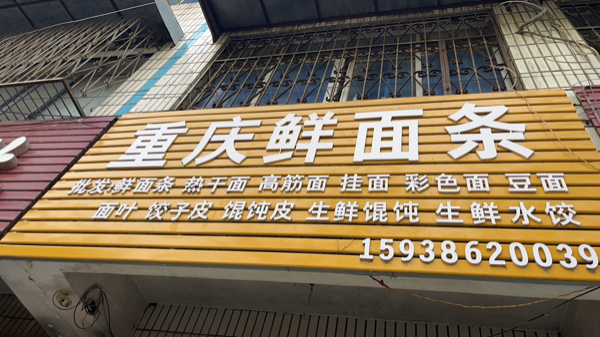 重庆鲜面条
批发:鲜面条 热干面 高筋面 挂面 彩色面 豆面
面叶 饺子皮 馄饨皮 生鲜馄饨 生鲜水饺
15938620039